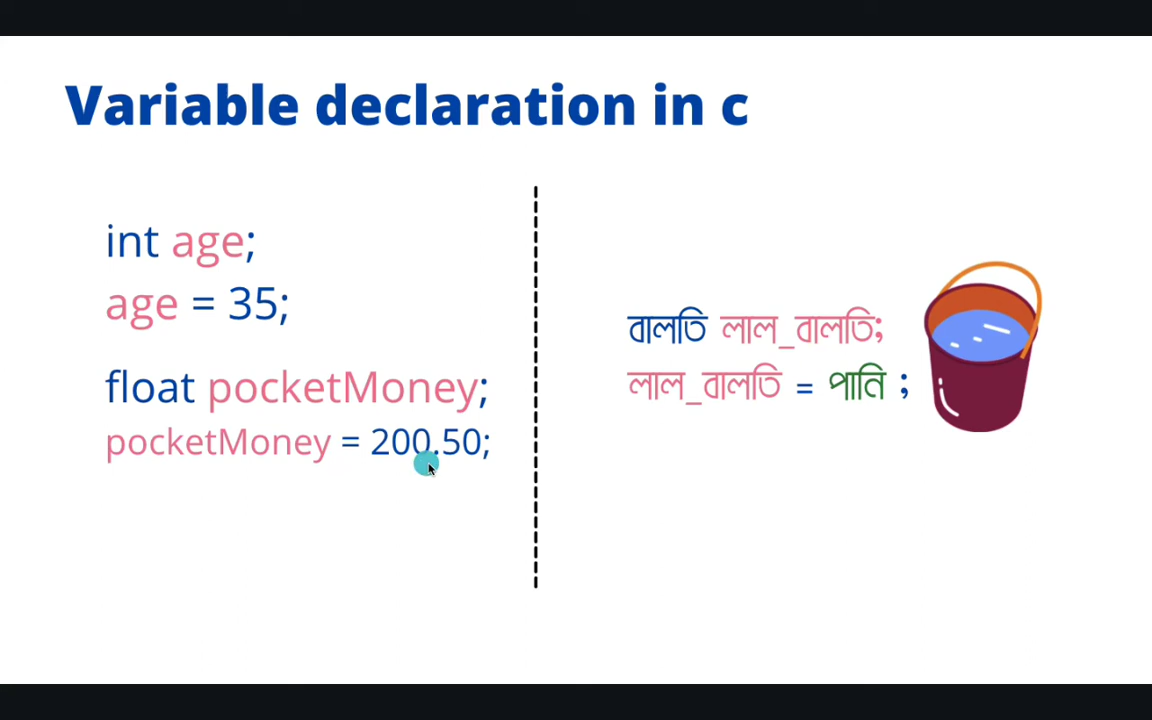 Variable declaration in c
int age;
age = 35;
float pocketMoney;
pocketMoney = 200.50;
বালতি লাল_বালতি;
লাল_বালতি = পানি ;